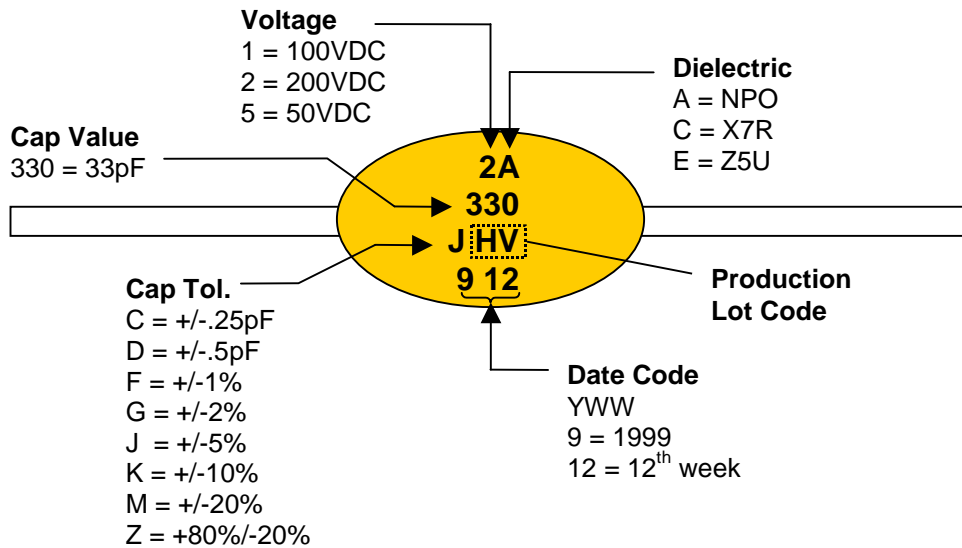 Voltage
1 = 100VDC
2 = 200VDC
5 = 50VDC
Dielectric
A = NPO
C = X7R
E = Z5U
Cap Value
330 = 33pF
2A
330
J HV
9 12
Cap Tol.
C = +/-.25pF
D = +/-.5pF
F = +/-1%
G = +/-2%
J = +/-5%
K = +/-10%
M = +/-20%
Z = +80%/-20%
Production
Lot Code
Date Code
YWW
9 = 1999
12 = 12th week